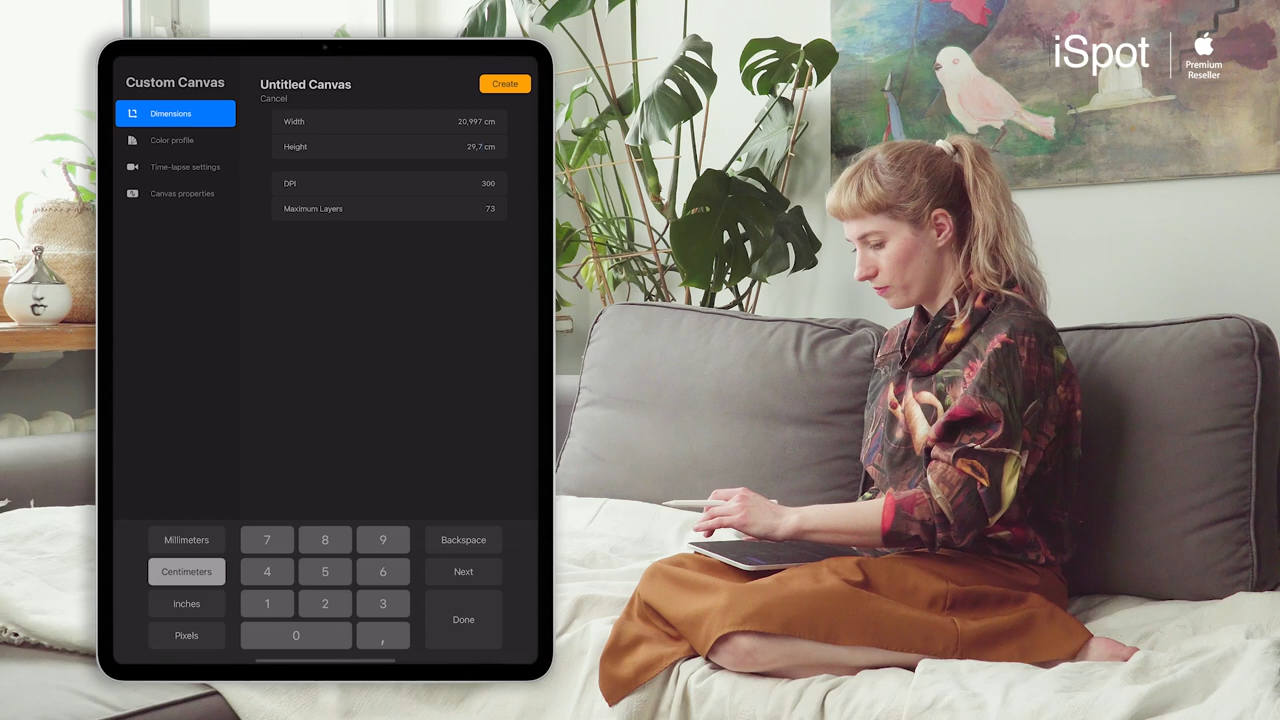 Custom Canvas
Dimensions
Color profile
Time-lapse settings
Canvas properties
Untitled Canvas
Cancel
Create
Width 20,997 cm
Height 29,7 cm
DPI 300
Maximum Layers 73
Millimeters 7 8 9 Backspace
Centimeters 4 5 6 Next
Inches 1 2 3 Done
Pixels 0 ,
iSpot
Premium
Reseller